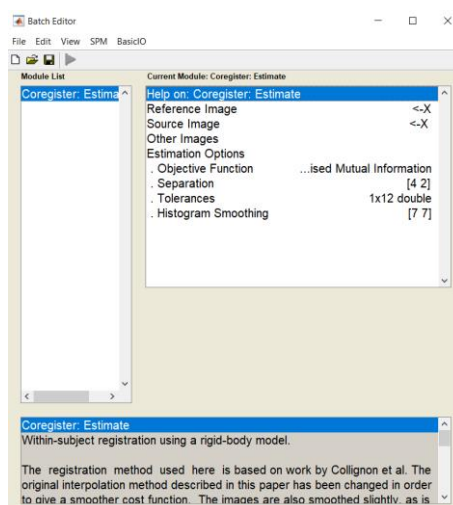 Batch Editor
File Edit View SPM BasicIO
Module List
Current Module: Coregister: Estimate
Coregister: Estima
Help on: Coregister: Estimate
Reference Image <-X
Source Image <-X
Other Images
Estimation Options
. Objective Function ...ised Mutual Information
. Separation [4 2]
. Tolerances 1x12 double
. Histogram Smoothing [7 7]
Coregister: Estimate
Within-subject registration using a rigid-body model.
The registration method used here is based on work by Collignon et al. The
original interpolation method described in this paper has been changed in order
to give a smoother cost function. The images are also smoothed slightly, as is